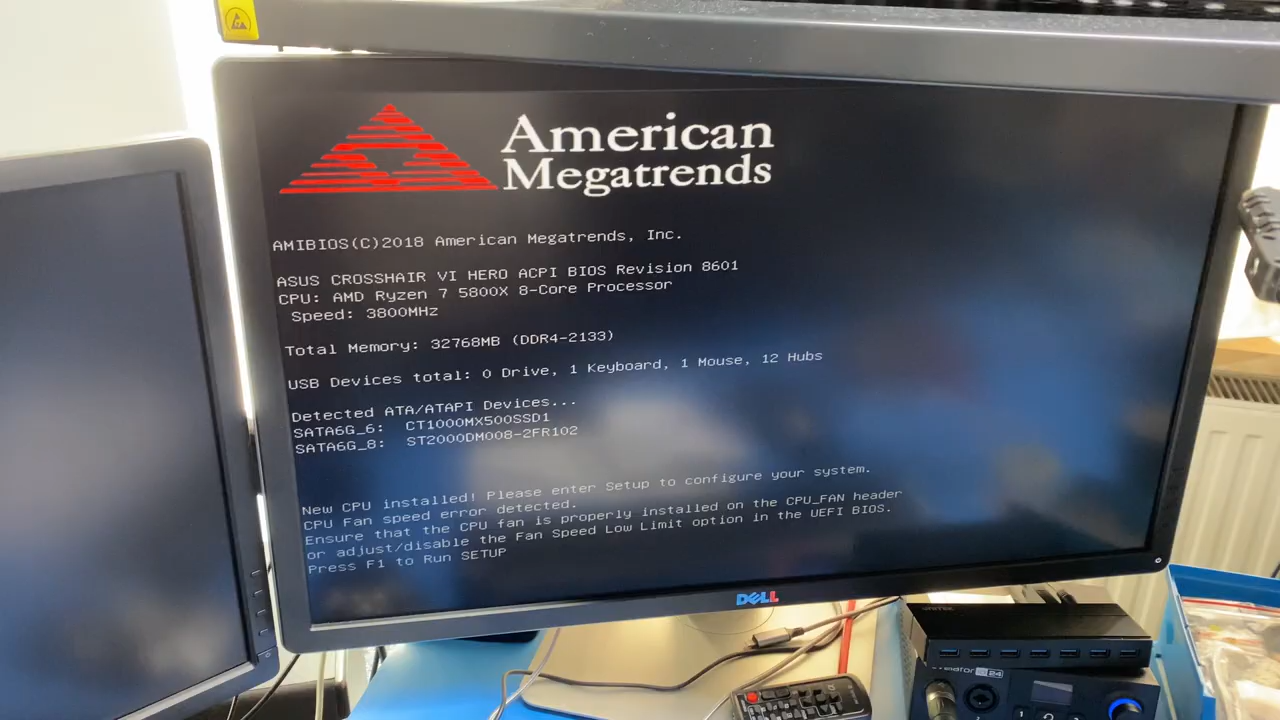 American
Megatrends
AMIBIOS(C)2018 American Megatrends, Inc.
ASUS CROSSHAIR VI HERO ACPI BIOS Revision 8601
CPU: AMD Ryzen 7 5800X 8-Core Processor
Speed: 3800MHz
Total Memory: 32768MB (DDR4-2133)
USB Devices total: 0 Drive, 1 Keyboard, 1 Mouse, 12 Hubs
Detected ATA/ATAPI Devices...
SATA6G_6: CT1000MX500SSD1
SATA6G_8: ST2000DM008-2FR102
New CPU installed! Please enter Setup to configure your system.
CPU Fan speed error detected.
Ensure that the CPU fan is properly installed on the CPU_FAN header
or adjust/disable the Fan Speed Low Limit option in the UEFI BIOS.
Press F1 to Run SETUP
DELL
UNITEK
24
1
2